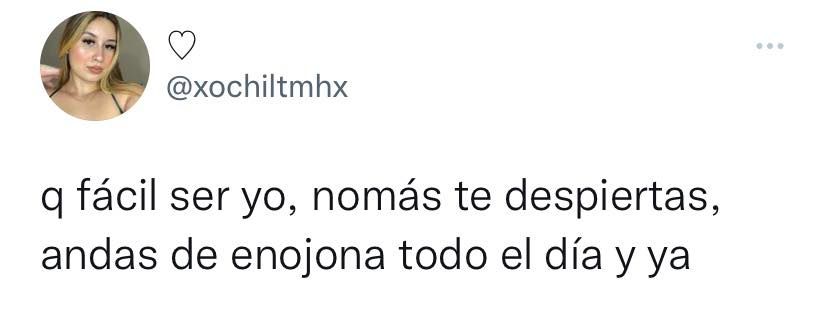 ♡
@xochiltmhx
q fácil ser yo, nomás te despiertas,
andas de enojona todo el día y ya